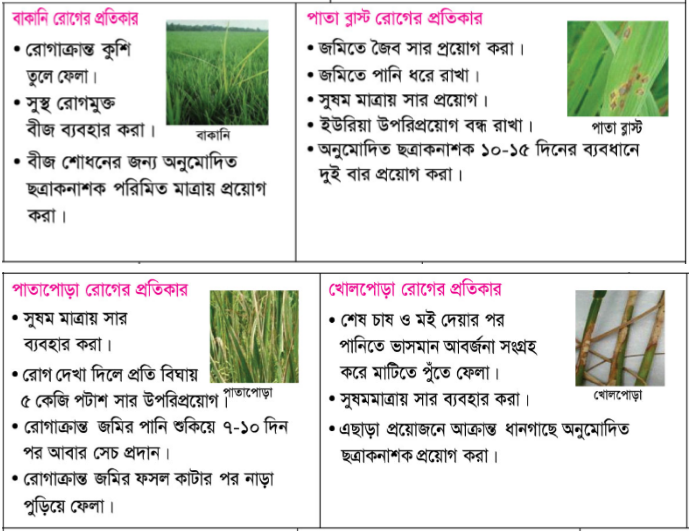 বাকানি রোগের প্রতিকার
• রোগাক্রান্ত কুশি
তুলে ফেলা।
• সুস্থ রোগমুক্ত
বীজ ব্যবহার করা।
বাকানি
• বীজ শোধনের জন্য অনুমোদিত
ছত্রাকনাশক পরিমিত মাত্রায় প্রয়োগ
করা।
পাতা ব্লাস্ট রোগের প্রতিকার
• জমিতে জৈব সার প্রয়োগ করা।
• জমিতে পানি ধরে রাখা।
• সুষম মাত্রায় সার প্রয়োগ।
• ইউরিয়া উপরিপ্রয়োগ বন্ধ রাখা।
পাতা ব্লাস্ট
• অনুমোদিত ছত্রাকনাশক ১০-১৫ দিনের ব্যবধানে
দুই বার প্রয়োগ করা।
পাতাপোড়া রোগের প্রতিকার
• সুষম মাত্রায় সার
ব্যবহার করা।
• রোগ দেখা দিলে প্রতি বিঘায়
৫ কেজি পটাশ সার উপরিপ্রয়োগ।
পাতাপোড়া
• রোগাক্রান্ত জমির পানি শুকিয়ে ৭-১০ দিন
পর আবার সেচ প্রদান।
• রোগাক্রান্ত জমির ফসল কাটার পর নাড়া
পুড়িয়ে ফেলা।
খোলপোড়া রোগের প্রতিকার
• শেষ চাষ ও মই দেয়ার পর
পানিতে ভাসমান আবর্জনা সংগ্রহ
করে মাটিতে পুঁতে ফেলা।
খোলপোড়া
• সুষমমাত্রায় সার ব্যবহার করা।
• এছাড়া প্রয়োজনে আক্রান্ত ধানগাছে অনুমোদিত
ছত্রাকনাশক প্রয়োগ করা।